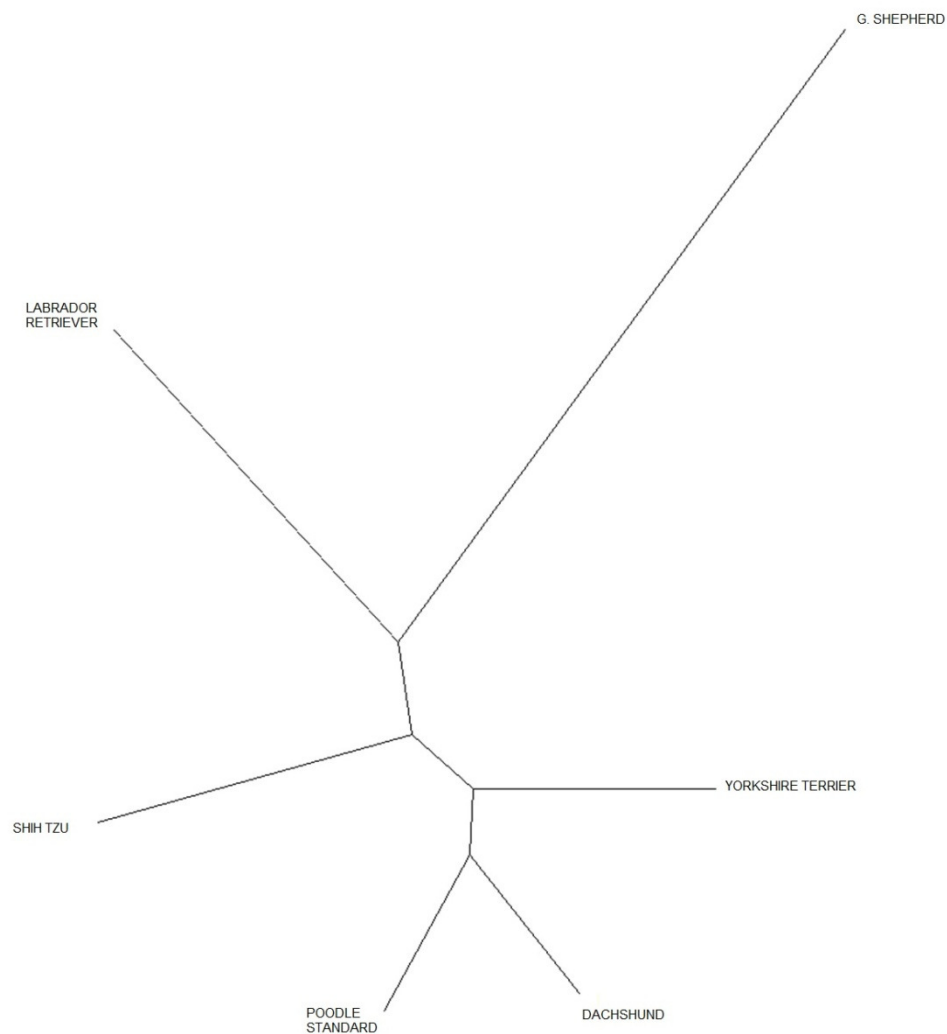 G. SHEPHERD
LABRADOR
RETRIEVER
YORKSHIRE TERRIER
SHIH TZU
POODLE
STANDARD
DACHSHUND